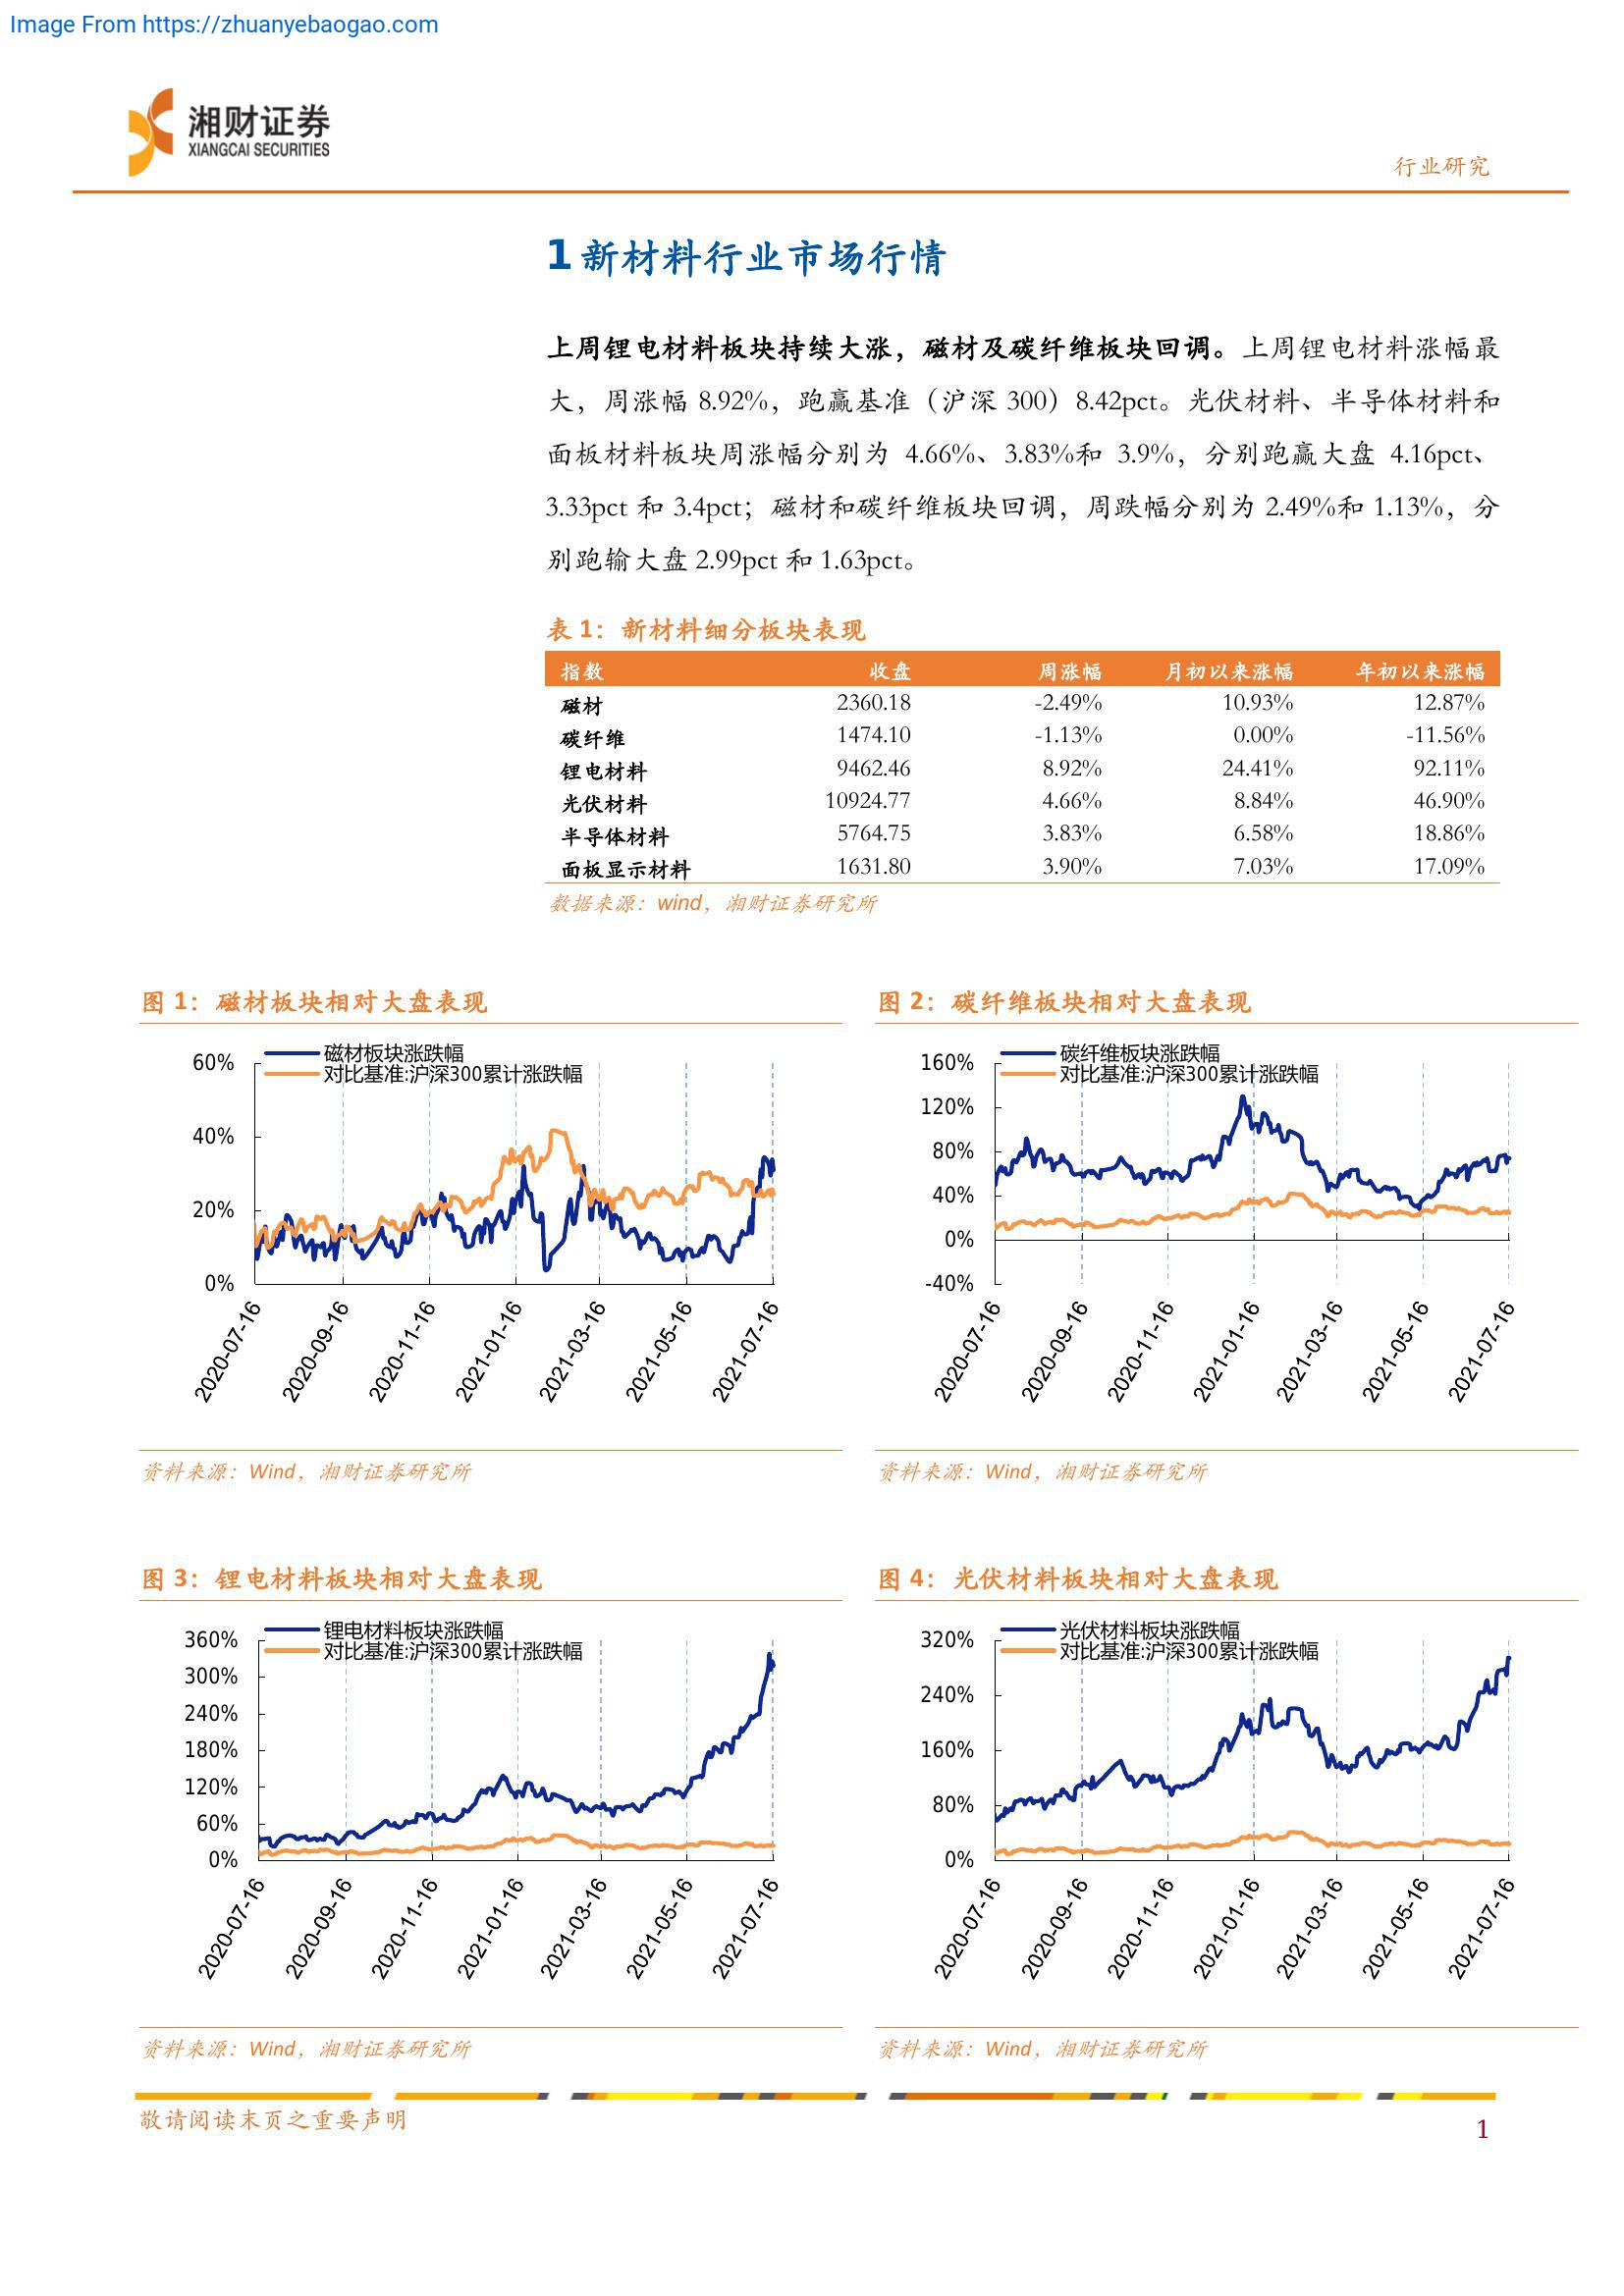 Image From https://zhuanyebaogao.com
湘财证券
XIANGCAI SECURITIES
行业研究
1 新材料行业市场行情
上周锂电材料板块持续大涨，磁材及碳纤维板块回调。上周锂电材料涨幅最
大，周涨幅 8.92%，跑赢基准（沪深 300）8.42pct。光伏材料、半导体材料和
面板材料板块周涨幅分别为 4.66%、3.83%和 3.9%，分别跑赢大盘 4.16pct、
3.33pct 和 3.4pct；磁材和碳纤维板块回调，周跌幅分别为 2.49%和 1.13%，分
别跑输大盘 2.99pct 和 1.63pct。
表 1：新材料细分板块表现
指数 收盘 周涨幅 月初以来涨幅 年初以来涨幅
磁材 2360.18 -2.49% 10.93% 12.87%
碳纤维 1474.10 -1.13% 0.00% -11.56%
锂电材料 9462.46 8.92% 24.41% 92.11%
光伏材料 10924.77 4.66% 8.84% 46.90%
半导体材料 5764.75 3.83% 6.58% 18.86%
面板显示材料 1631.80 3.90% 7.03% 17.09%
数据来源：wind，湘财证券研究所
图 1：磁材板块相对大盘表现
磁材板块涨跌幅
对比基准:沪深300累计涨跌幅
60%
40%
20%
0%
2020-07-16 2020-09-16 2020-11-16 2021-01-16 2021-03-16 2021-05-16 2021-07-16
资料来源：Wind，湘财证券研究所
图 2：碳纤维板块相对大盘表现
碳纤维板块涨跌幅
对比基准:沪深300累计涨跌幅
160%
120%
80%
40%
0%
-40%
2020-07-16 2020-09-16 2020-11-16 2021-01-16 2021-03-16 2021-05-16 2021-07-16
资料来源：Wind，湘财证券研究所
图 3：锂电材料板块相对大盘表现
锂电材料板块涨跌幅
对比基准:沪深300累计涨跌幅
360%
300%
240%
180%
120%
60%
0%
2020-07-16 2020-09-16 2020-11-16 2021-01-16 2021-03-16 2021-05-16 2021-07-16
资料来源：Wind，湘财证券研究所
图 4：光伏材料板块相对大盘表现
光伏材料板块涨跌幅
对比基准:沪深300累计涨跌幅
320%
240%
160%
80%
0%
2020-07-16 2020-09-16 2020-11-16 2021-01-16 2021-03-16 2021-05-16 2021-07-16
资料来源：Wind，湘财证券研究所
敬请阅读末页之重要声明
1